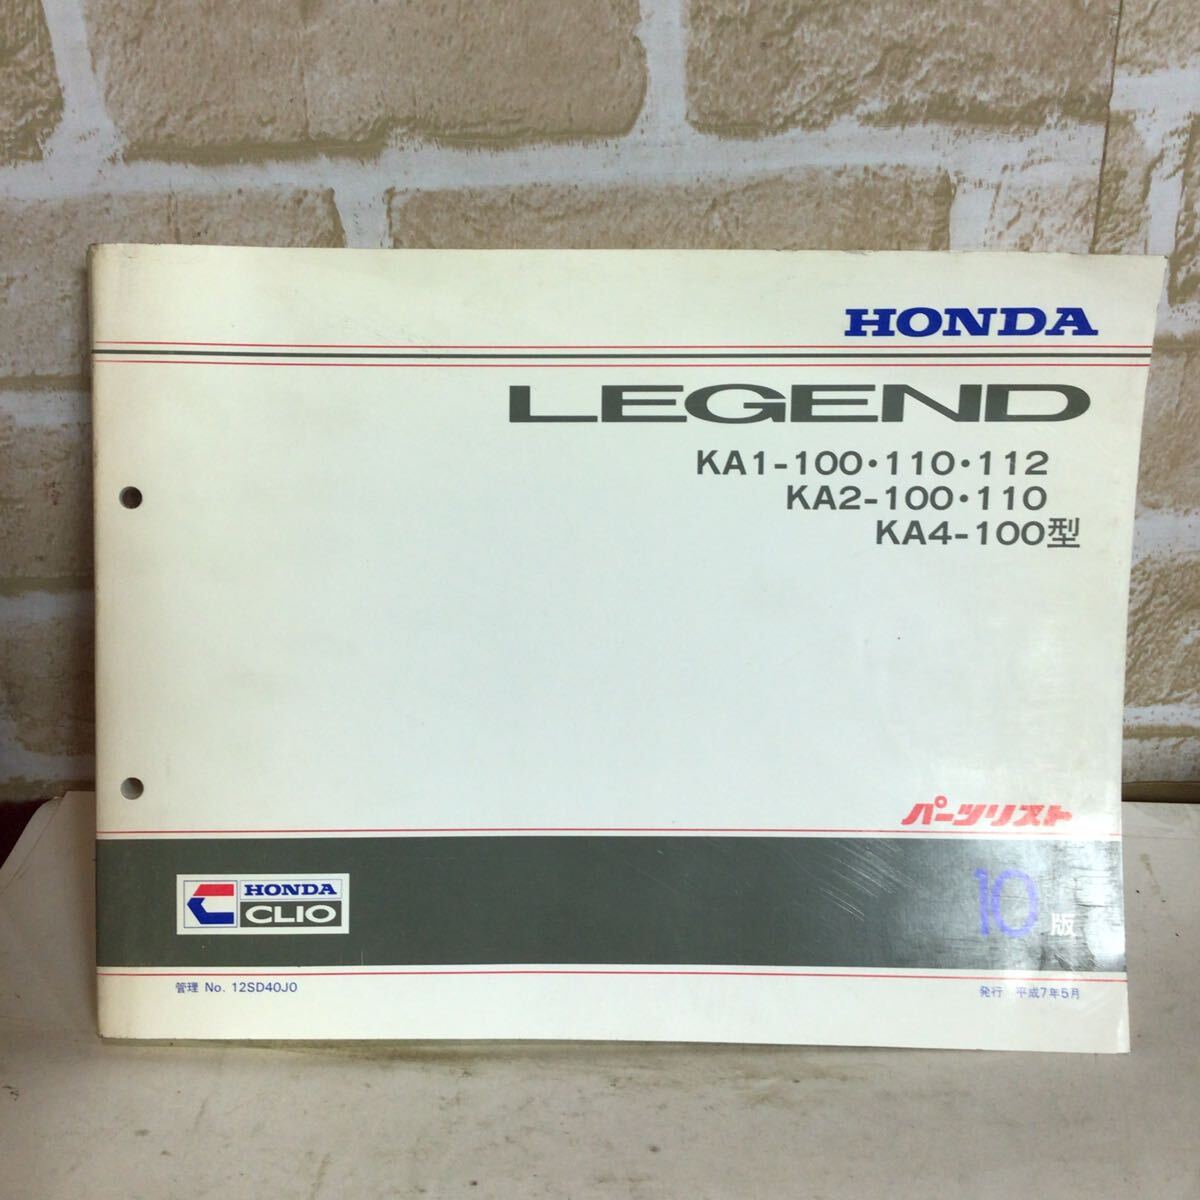 HONDA
LEGEND
KA1-100・110・112
KA2-100・110
KA4-100型
パーツリスト
HONDA
CLIO
10版
管理 No. 12SD40J0
発行 平成7年5月